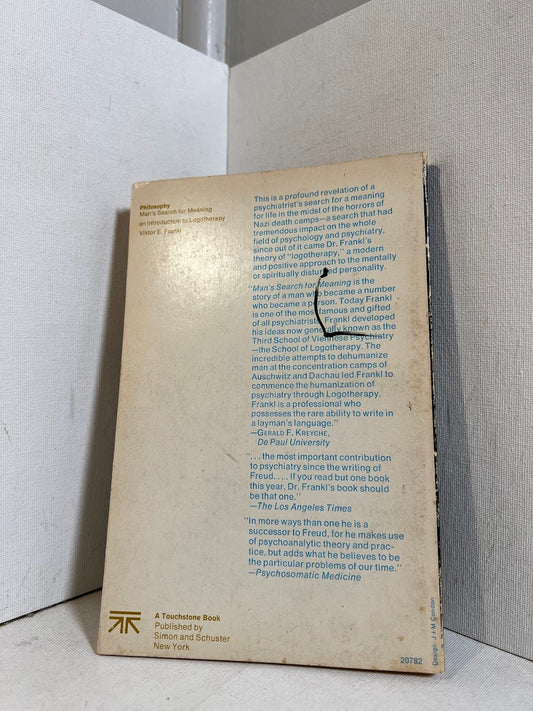 Philosophy
Man's Search for Meaning
an Introduction to Logotherapy
Viktor E. Frankl
This is a profound revelation of a
psychiatrist's search for a meaning
for life in the midst of the horrors of
Nazi death camps—a search that had
tremendous impact on the whole
field of psychology and psychiatry,
since out of it came Dr. Frankl's
theory of "logotherapy," a modern
and positive approach to the mentally
or spiritually disturbed personality.
"Man's Search for Meaning is the
story of a man who became a number
who became a person. Today Frankl
is one of the most famous and gifted
of all psychiatrists. Frankl developed
his ideas now generally known as the
Third School of Viennese Psychiatry
—the School of Logotherapy. The
incredible attempts to dehumanize
man at the concentration camps of
Auschwitz and Dachau led Frankl to
commence the humanization of
psychiatry through Logotherapy.
Frankl is a professional who
possesses the rare ability to write in
a layman's language."
—GERALD F. KREYCHE,
De Paul University
"...the most important contribution
to psychiatry since the writing of
Freud.... If you read but one book
this year, Dr. Frankl's book should
be that one."
—The Los Angeles Times
"In more ways than one he is a
successor to Freud, for he makes use
of psychoanalytic theory and prac-
tice, but adds what he believes to be
the particular problems of our time."
—Psychosomatic Medicine
A Touchstone Book
Published by
Simon and Schuster
New York
20782
Design: J + M Condon